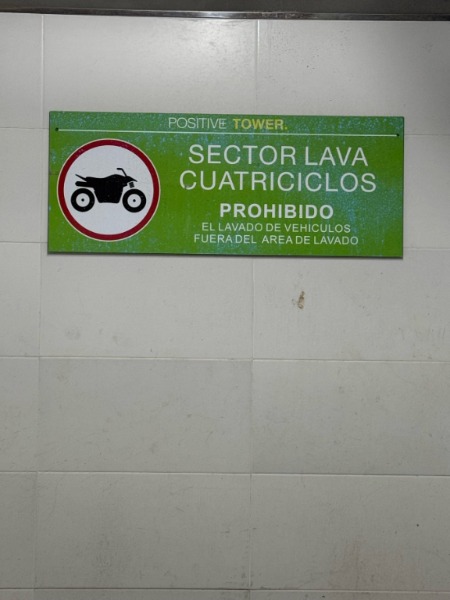 POSITIVE TOWER.
SECTOR LAVA
CUATRICICLOS
PROHIBIDO
EL LAVADO DE VEHICULOS
FUERA DEL AREA DE LAVADO